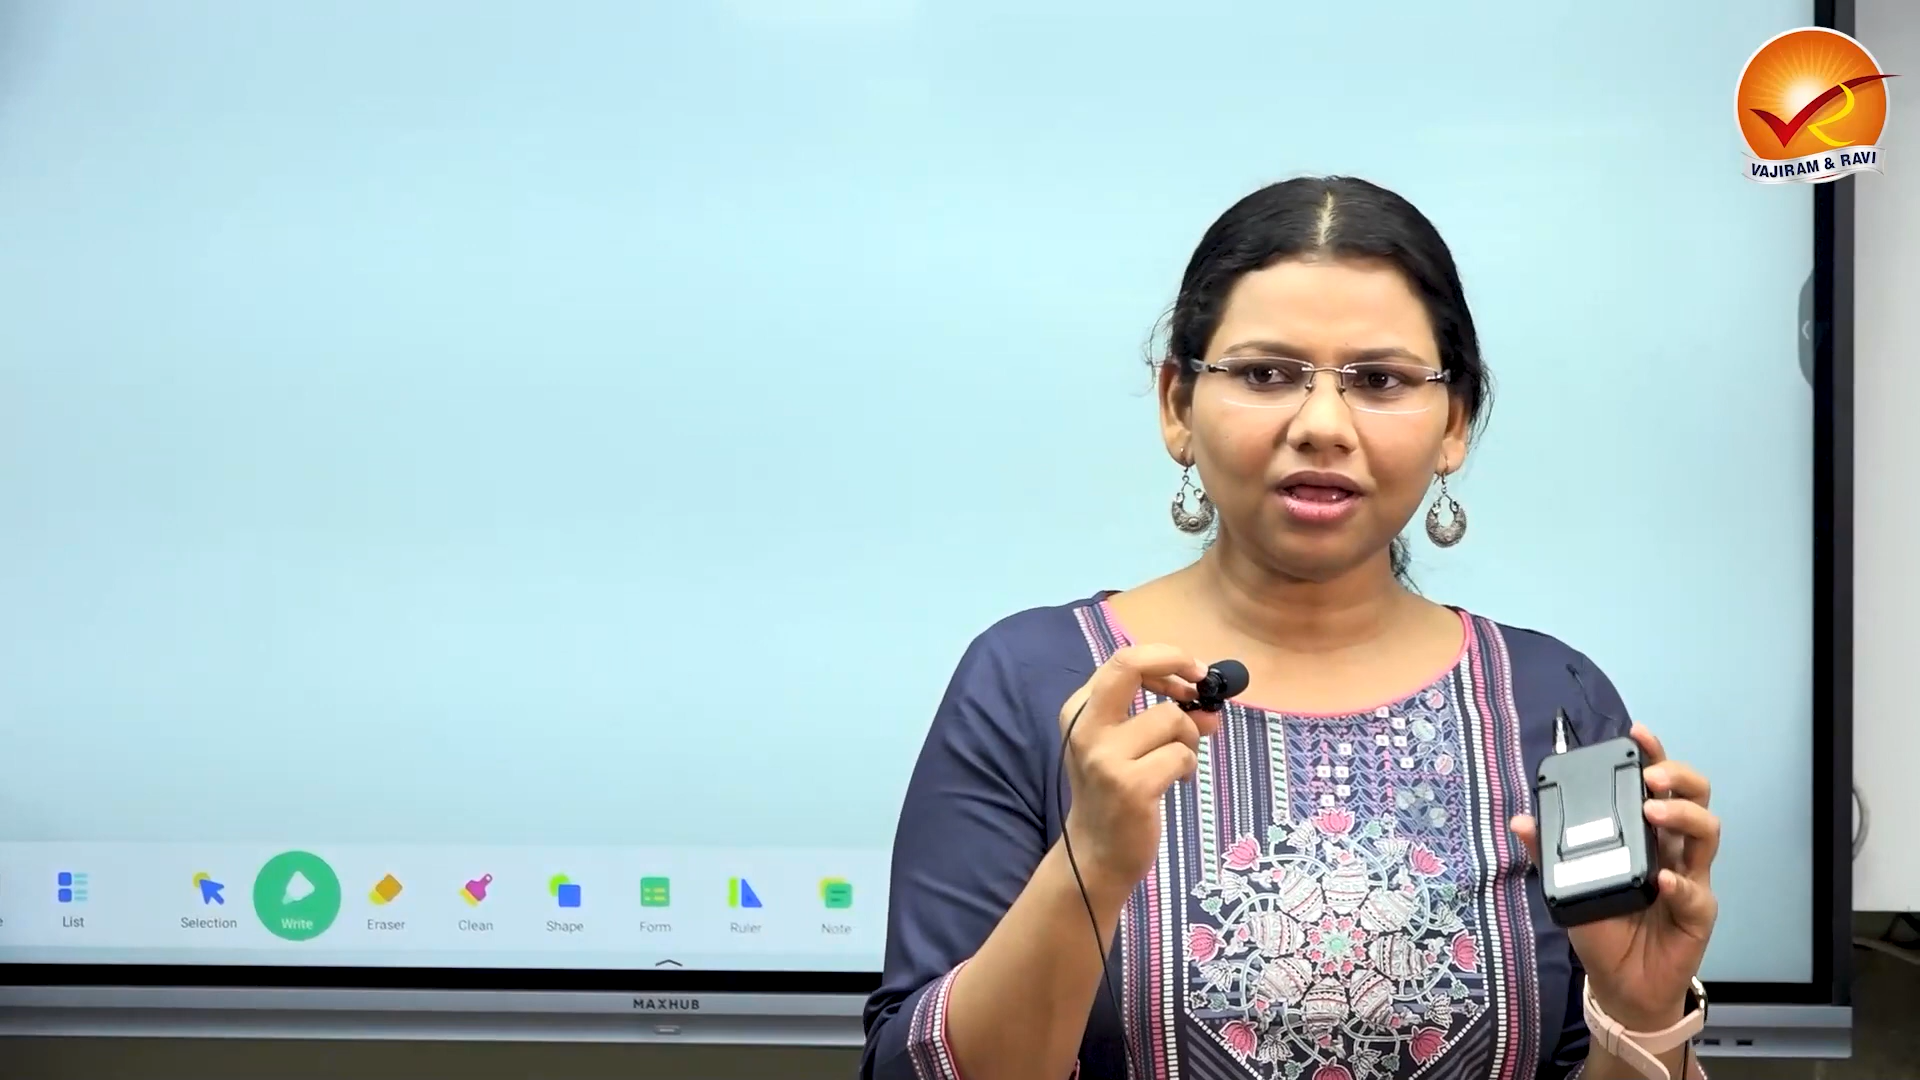 VAJIRAM & RAVI
List
Selection
Write
Eraser
Clean
Shape
Form
Ruler
Note
MAXHUB